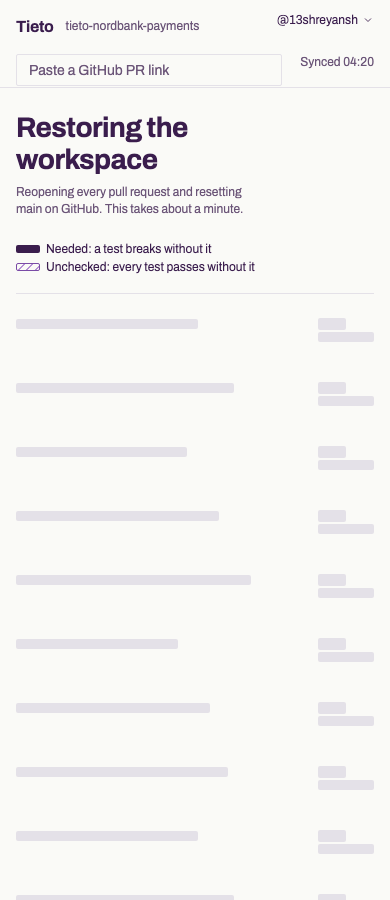 Tieto
tieto-nordbank-payments
@13shreyansh
Paste a GitHub PR link
Synced 04:20
Restoring the
workspace
Reopening every pull request and resetting
main on GitHub. This takes about a minute.
Needed: a test breaks without it
Unchecked: every test passes without it